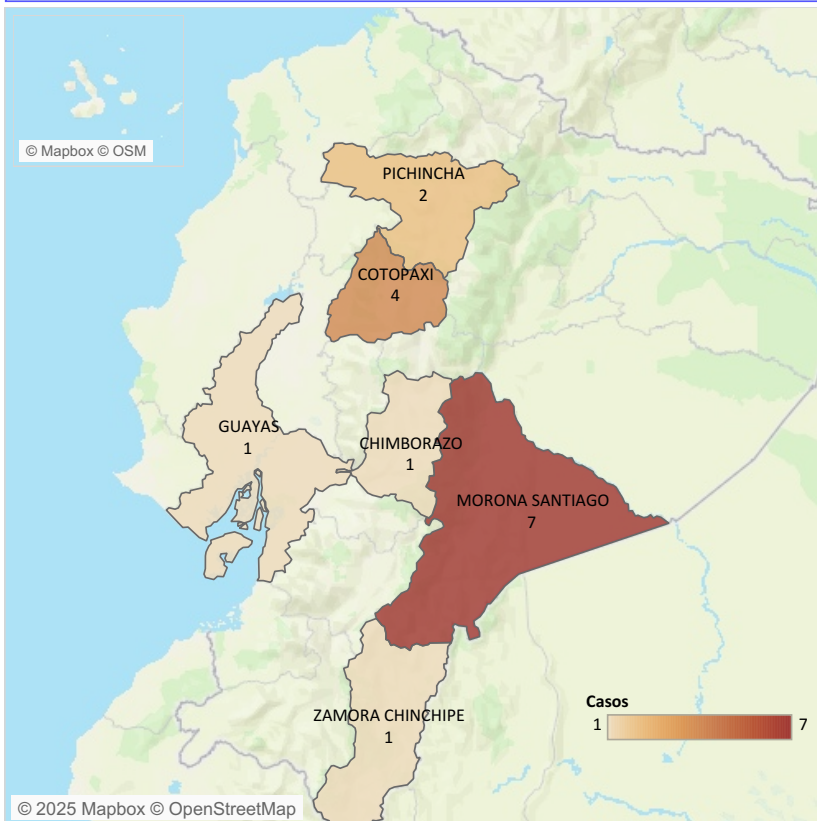 © Mapbox © OSM
PICHINCHA
2
COTOPAXI
4
GUAYAS
1
CHIMBORAZO
1
MORONA SANTIAGO
7
Casos
1 7
ZAMORA CHINCHIPE
1
© 2025 Mapbox © OpenStreetMap